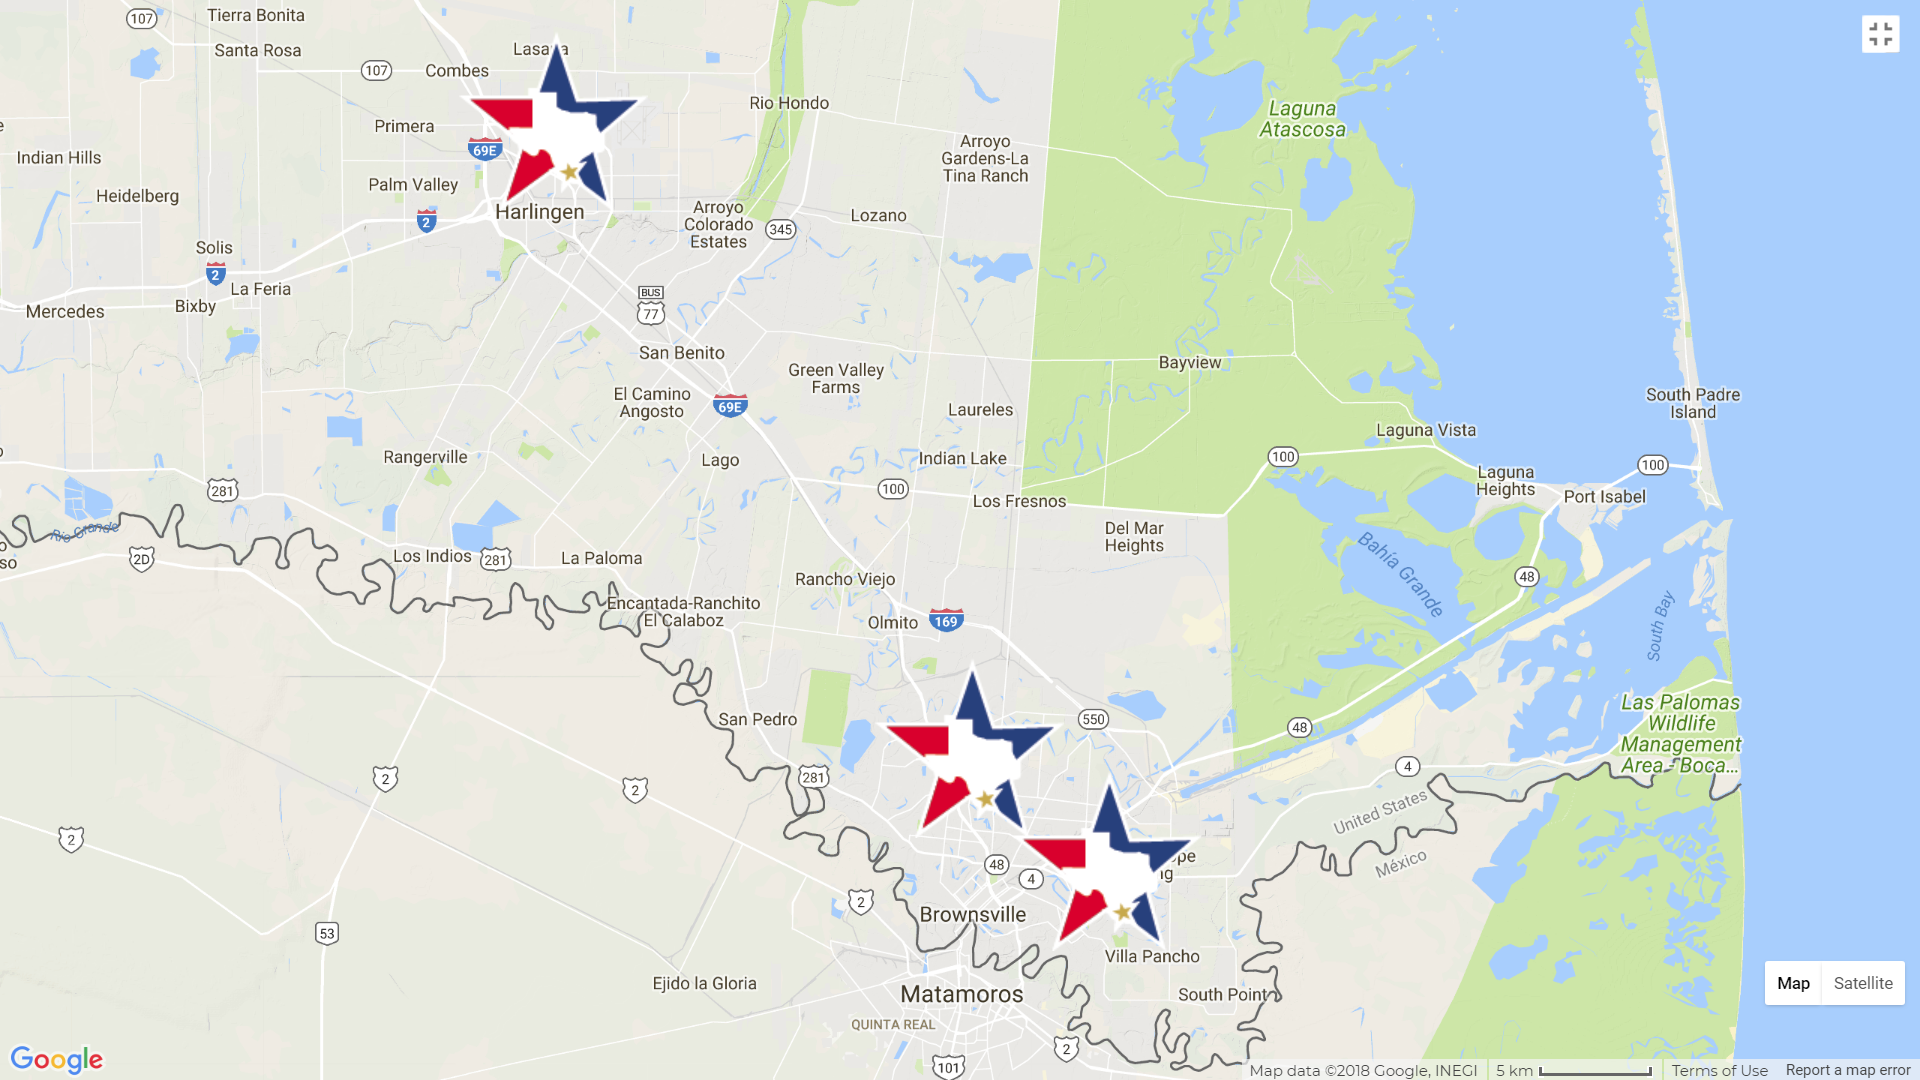 107
Tierra Bonita
Santa Rosa
107
Combes
Rio Hondo
Laguna
Atascosa
Primera
69E
Indian Hills
Arroyo
Gardens-La
Tina Ranch
Palm Valley
Heidelberg
Harlingen
2
Arroyo
Colorado
Estates
345
Lozano
Solis
2
La Feria
Bixby
Mercedes
BUS
77
San Benito
Green Valley
Farms
Bayview
El Camino
Angosto
69E
Laureles
South Padre
Island
Laguna Vista
Rangerville
Lago
Indian Lake
100
100
281
100
Los Fresnos
Laguna
Heights
Port Isabel
Rio Grande
Del Mar
Heights
2D
so
Los Indios
281
La Paloma
Rancho Viejo
Bahía Grande
48
Encantada-Ranchito
El Calaboz
Olmito
169
South Bay
San Pedro
550
48
Las Palomas
Wildlife
Management
Area - Boca...
281
4
2
2
2
United States
México
48
4
pe
ng
2
Brownsville
53
Villa Pancho
Ejido la Gloria
Matamoros
South Point
Map
Satellite
QUINTA REAL
2
101
Google
Map data ©2018 Google, INEGI
5 km
Terms of Use
Report a map error